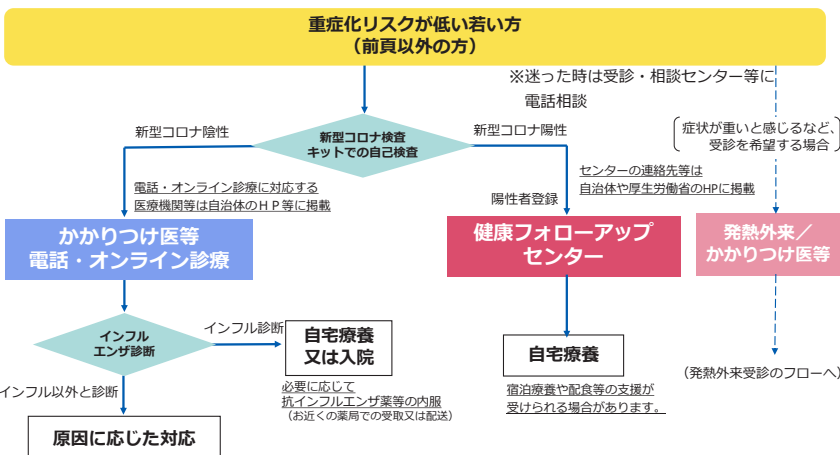 重症化リスクが低い若い方
（前頁以外の方）
※迷った時は受診・相談センター等に
電話相談
新型コロナ陰性
新型コロナ検査
キットでの自己検査
新型コロナ陽性
症状が重いと感じるなど、
受診を希望する場合
電話・オンライン診療に対応する
医療機関等は自治体のＨＰ等に掲載
陽性者登録
センターの連絡先等は
自治体や厚生労働省のHPに掲載
かかりつけ医等
電話・オンライン診療
健康フォローアップ
センター
発熱外来／
かかりつけ医等
インフル
エンザ診断
インフル診断
自宅療養
又は入院
必要に応じて
抗インフルエンザ薬等の内服
（お近くの薬局での受取又は配送）
自宅療養
宿泊療養や配食等の支援が
受けられる場合があります。
（発熱外来受診のフローへ）
インフル以外と診断
原因に応じた対応